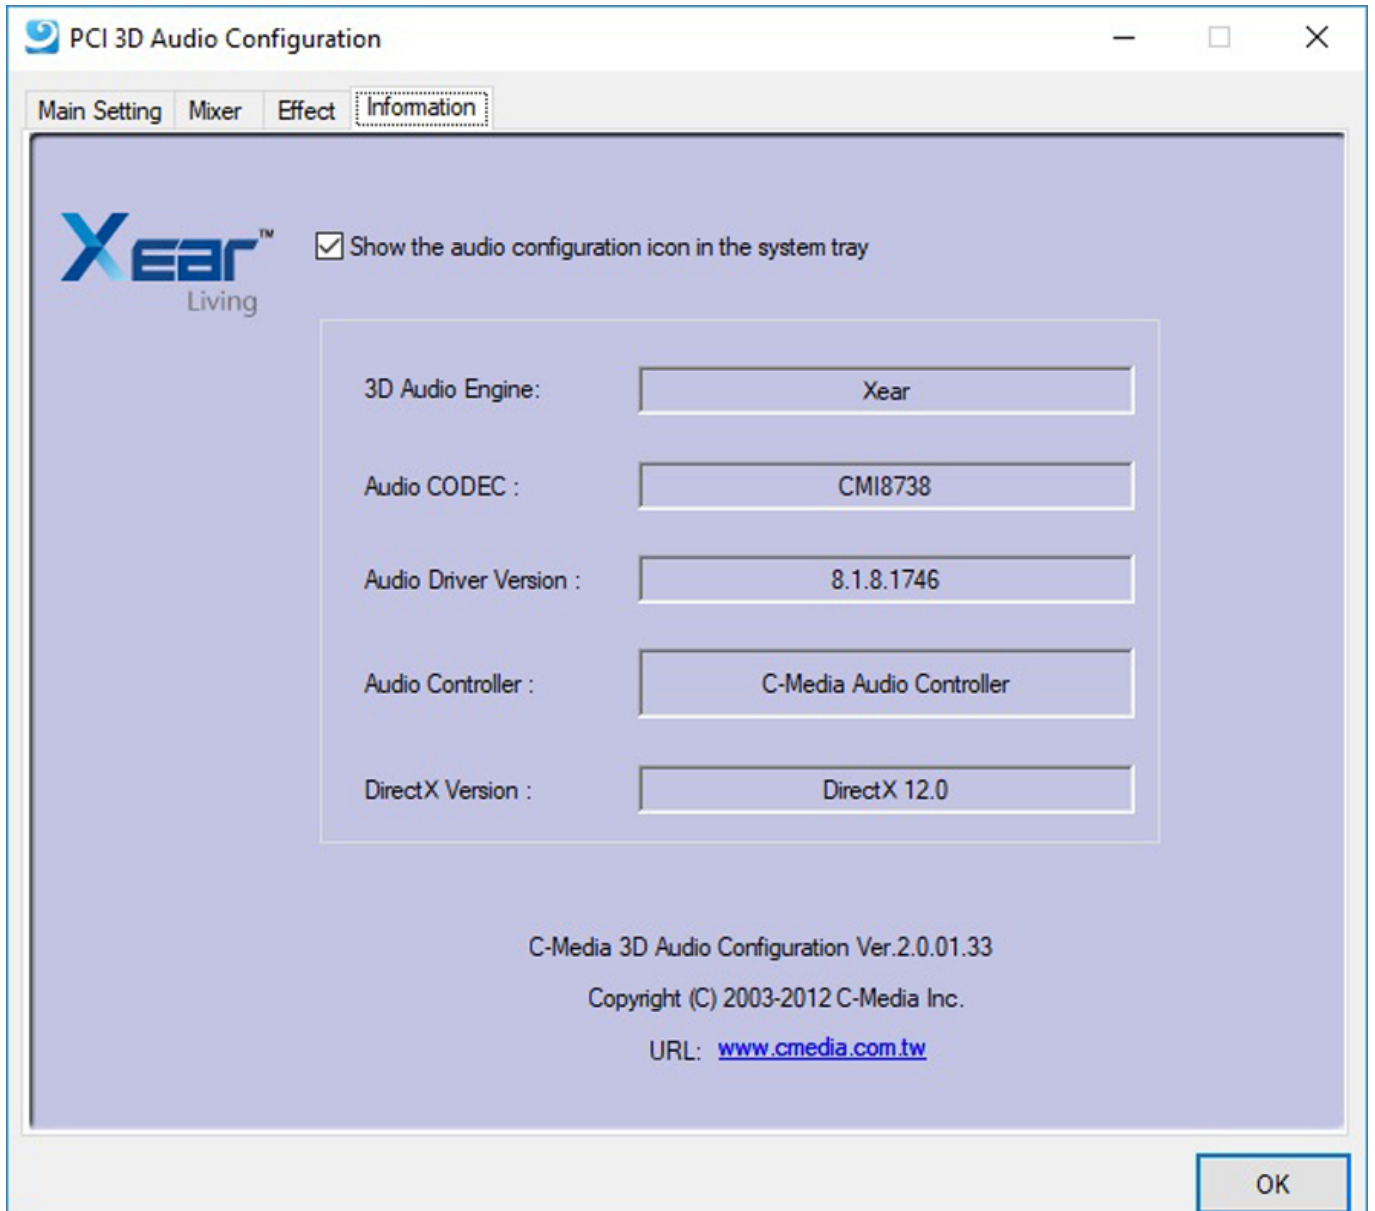 PCI 3D Audio Configuration
Main Setting Mixer Effect Information
Xear™
Living
Show the audio configuration icon in the system tray
3D Audio Engine: Xear
Audio CODEC : CMI8738
Audio Driver Version : 8.1.8.1746
Audio Controller : C-Media Audio Controller
DirectX Version : DirectX 12.0
C-Media 3D Audio Configuration Ver.2.0.01.33
Copyright (C) 2003-2012 C-Media Inc.
URL: www.cmedia.com.tw
OK